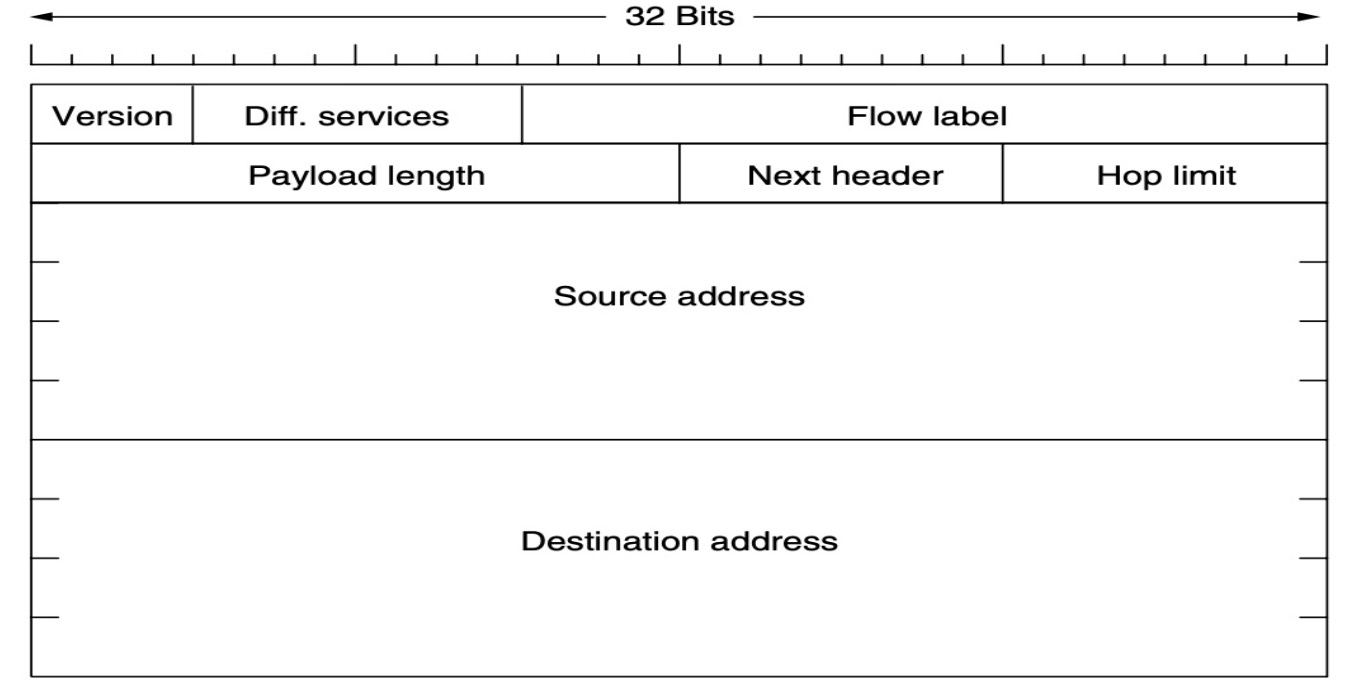 32 Bits
Version Diff. services Flow label
Payload length Next header Hop limit
Source address
Destination address